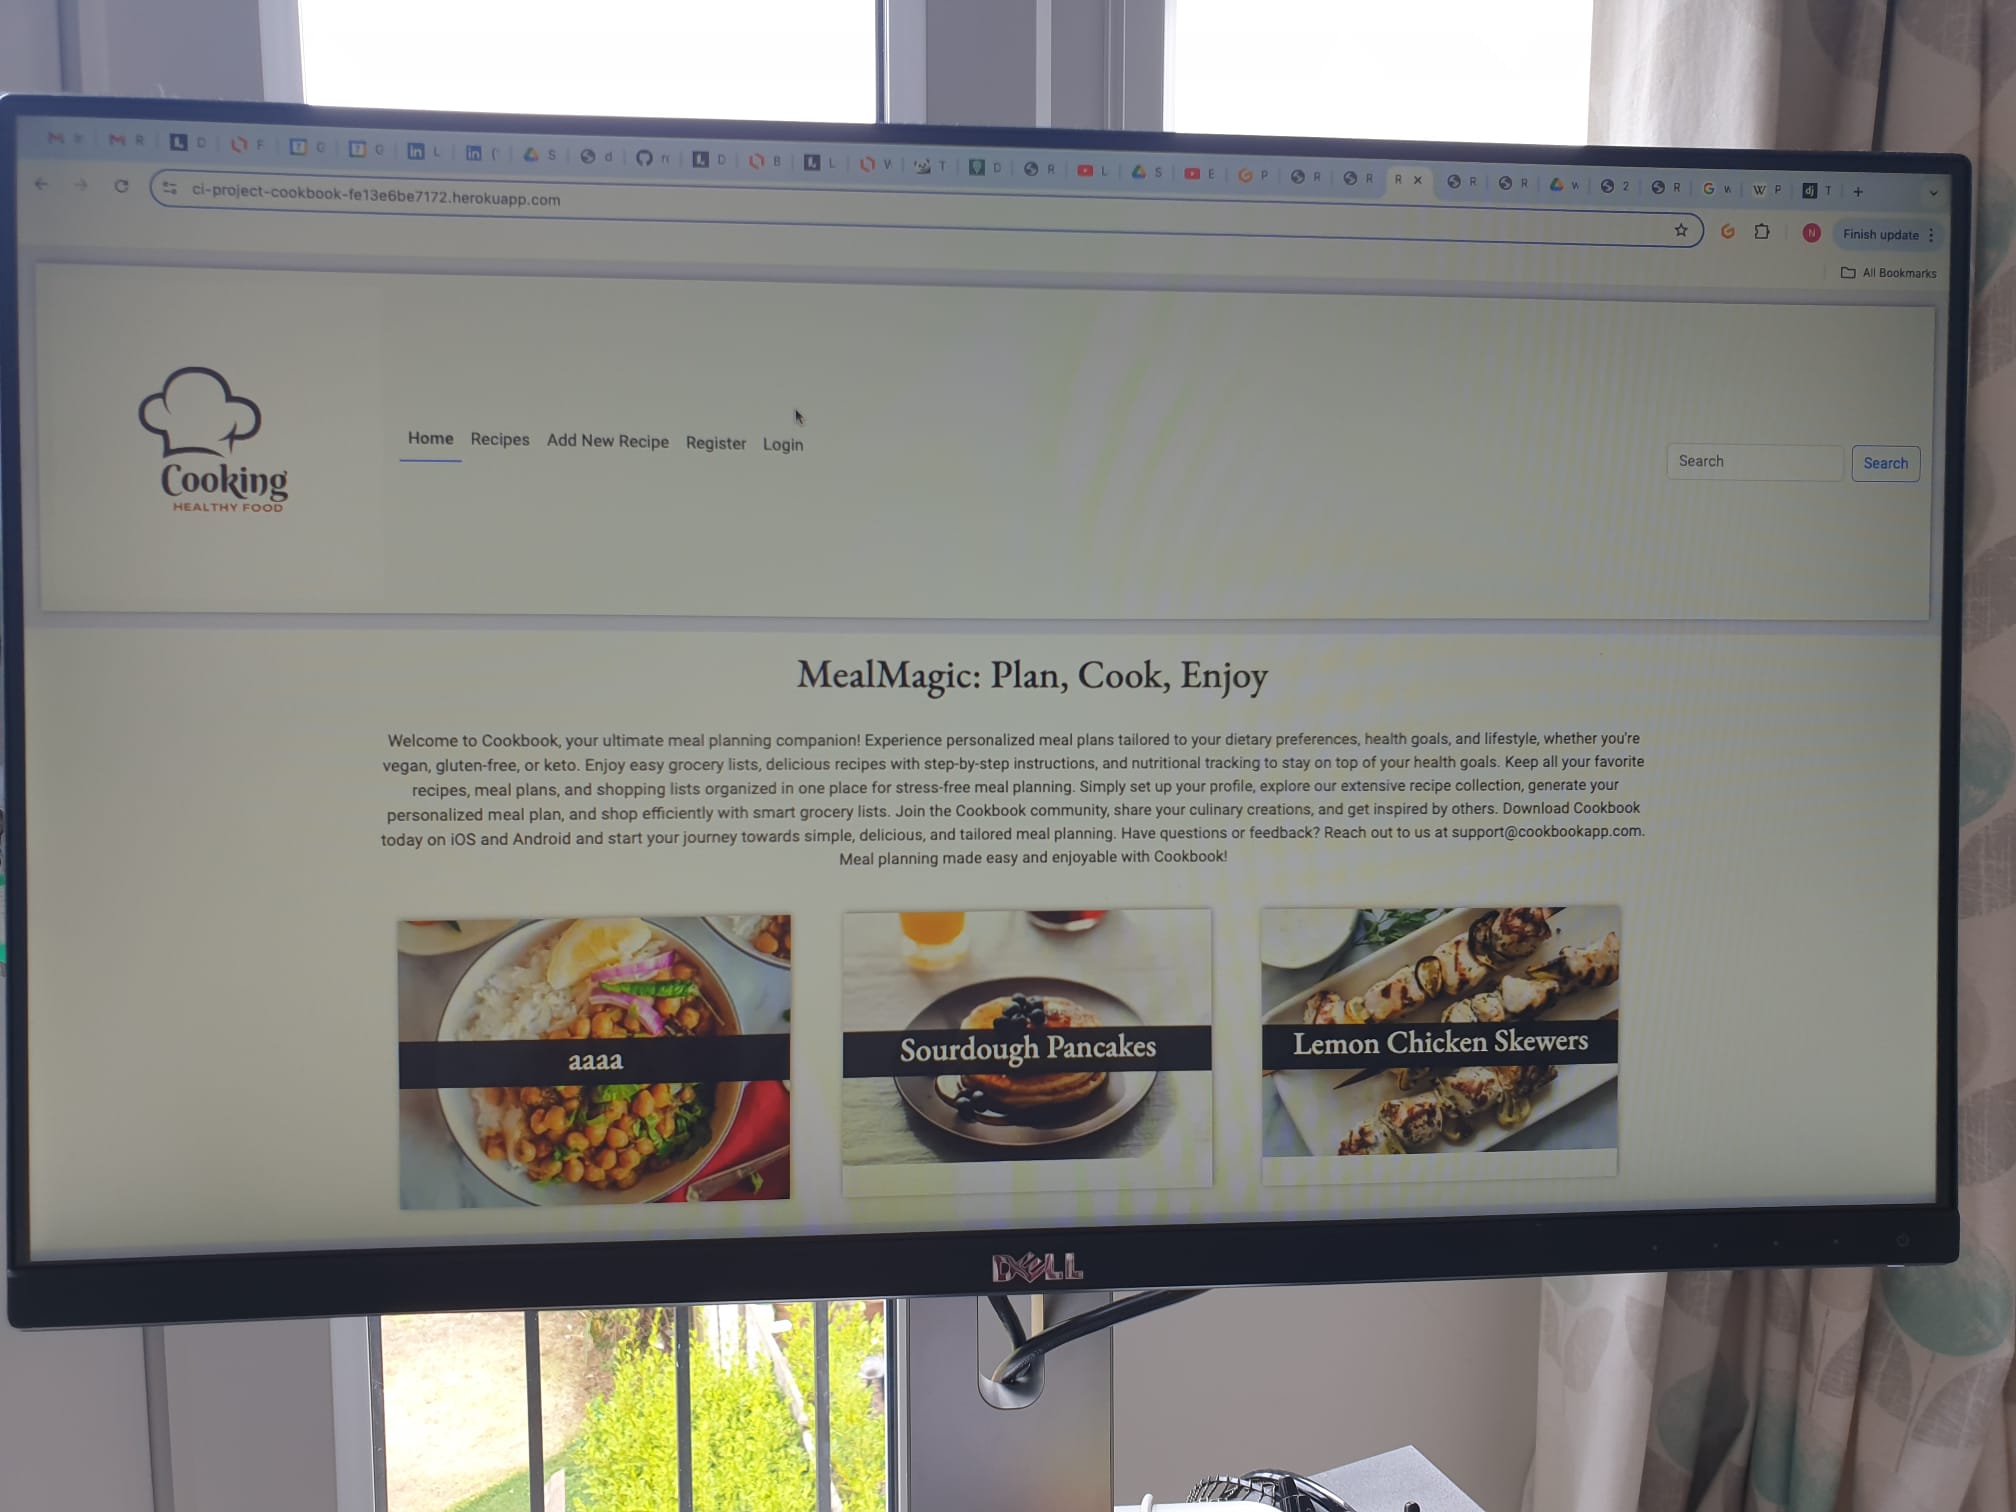 R D F G G L ( S d r D B L V T D R L S E P R R R × R R W 2 R W P T +
ci-project-cookbook-fe13e6be7172.herokuapp.com
N Finish update
All Bookmarks
Cooking
HEALTHY FOOD
Home Recipes Add New Recipe Register Login
Search Search
MealMagic: Plan, Cook, Enjoy
Welcome to Cookbook, your ultimate meal planning companion! Experience personalized meal plans tailored to your dietary preferences, health goals, and lifestyle, whether you're
vegan, gluten-free, or keto. Enjoy easy grocery lists, delicious recipes with step-by-step instructions, and nutritional tracking to stay on top of your health goals. Keep all your favorite
recipes, meal plans, and shopping lists organized in one place for stress-free meal planning. Simply set up your profile, explore our extensive recipe collection, generate your
personalized meal plan, and shop efficiently with smart grocery lists. Join the Cookbook community, share your culinary creations, and get inspired by others. Download Cookbook
today on iOS and Android and start your journey towards simple, delicious, and tailored meal planning. Have questions or feedback? Reach out to us at support@cookbookapp.com.
Meal planning made easy and enjoyable with Cookbook!
aaaa
Sourdough Pancakes
Lemon Chicken Skewers
DELL